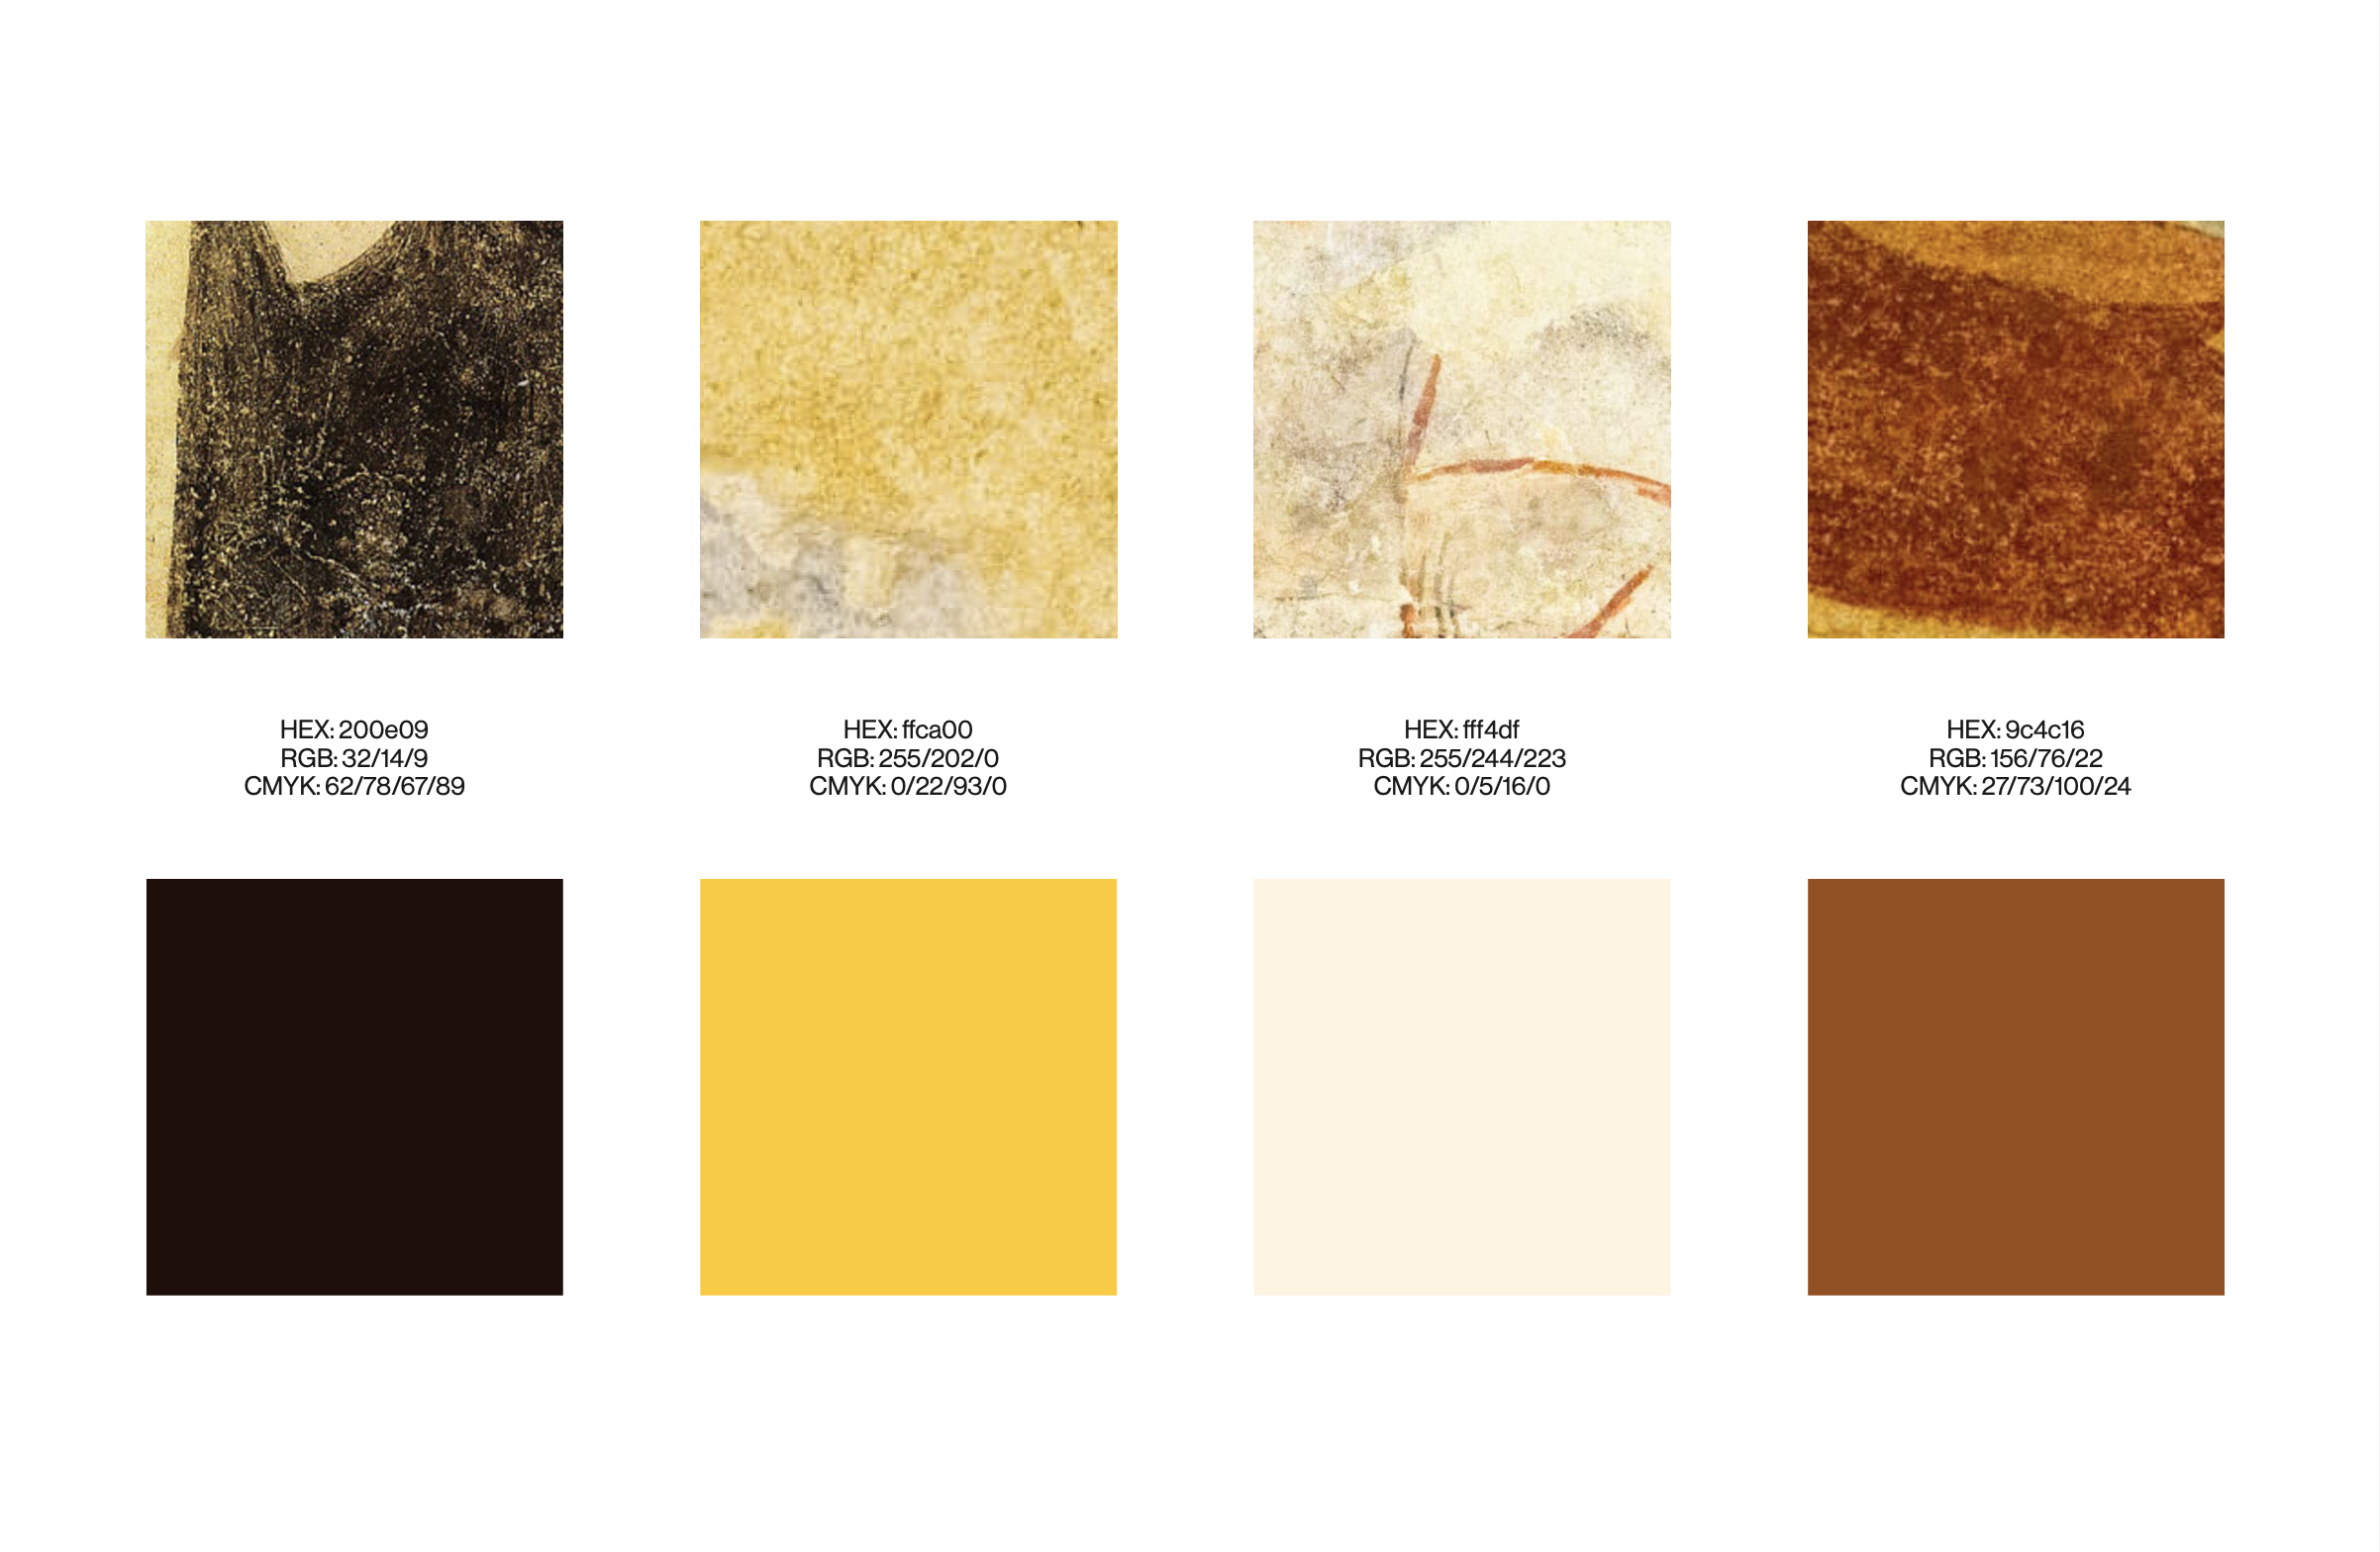 HEX: 200e09
RGB: 32/14/9
CMYK: 62/78/67/89
HEX: ffca00
RGB: 255/202/0
CMYK: 0/22/93/0
HEX: fff4df
RGB: 255/244/223
CMYK: 0/5/16/0
HEX: 9c4c16
RGB: 156/76/22
CMYK: 27/73/100/24